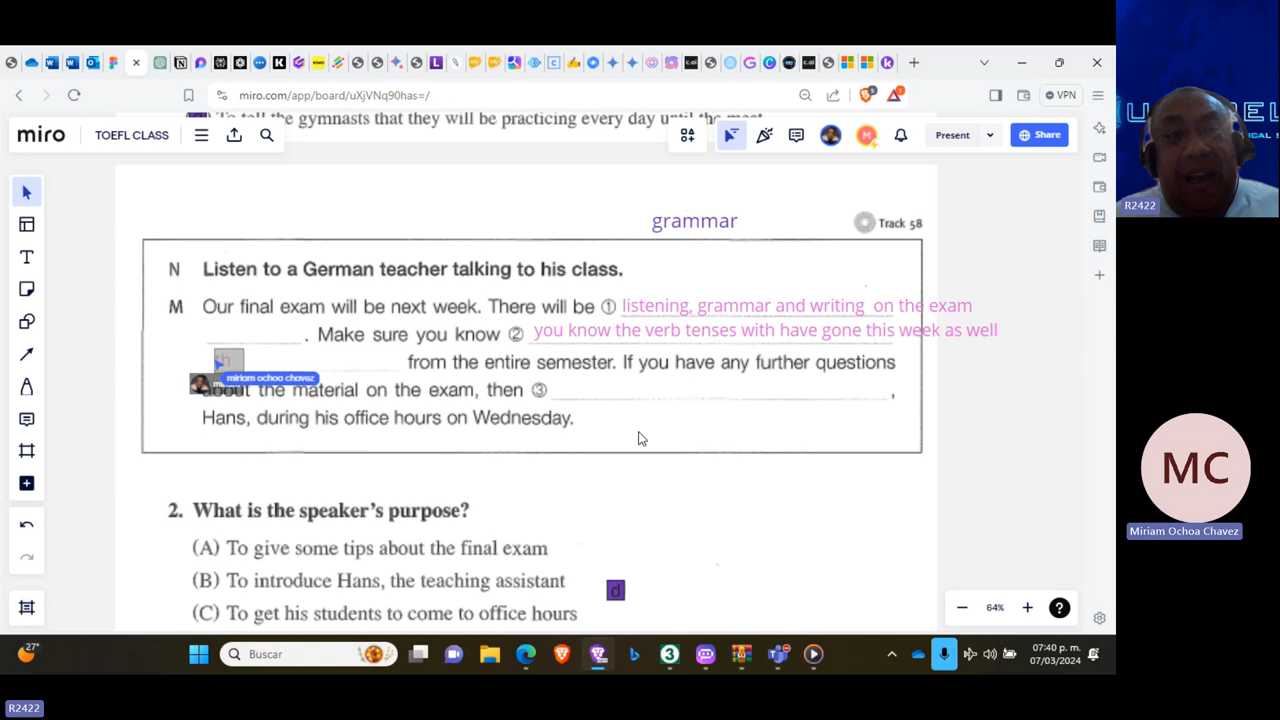 miro.com/app/board/uXjVNq90has=/
VPN
To tell the gymnasts that they will be practicing every day until the meet
miro
TOEFL CLASS
M
Present
Share
R2422
grammar
Track 58
N Listen to a German teacher talking to his class.
M Our final exam will be next week. There will be ① listening, grammar and writing on the exam
. Make sure you know ② you know the verb tenses with have gone this week as well
th from the entire semester. If you have any further questions
miriam ochoa chavez
about the material on the exam, then ③ ,
Hans, during his office hours on Wednesday.
MC
Miriam Ochoa Chavez
2. What is the speaker's purpose?
(A) To give some tips about the final exam
(B) To introduce Hans, the teaching assistant
d
(C) To get his students to come to office hours
64%
27°
Buscar
07:40 p. m.
07/03/2024
R2422